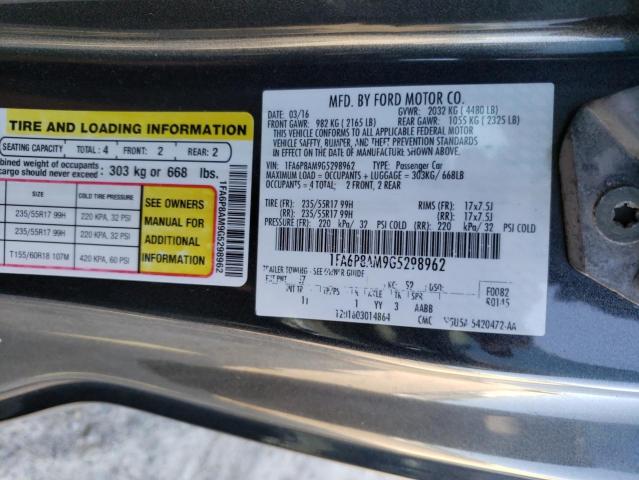 TIRE AND LOADING INFORMATION
SEATING CAPACITY TOTAL: 4 FRONT: 2 REAR: 2
bined weight of occupants
cargo should never exceed : 303 kg or 668 lbs.
SIZE COLD TIRE PRESSURE
235/55R17 99H 220 KPA, 32 PSI
235/55R17 99H 220 KPA, 32 PSI
T155/60R18 107M 420 KPA, 60 PSI
SEE OWNERS
MANUAL FOR
ADDITIONAL
INFORMATION
1FA6P8AM9G5298962
MFD. BY FORD MOTOR CO.
03/16 GVWR: 2032 KG ( 4480 LB)
FRONT GAWR: 982 KG ( 2165 LB) REAR GAWR: 1055 KG ( 2325 LB)
THIS VEHICLE CONFORMS TO ALL APPLICABLE FEDERAL MOTOR
VEHICLE SAFETY, BUMPER, AND THEFT PREVENTION STANDARDS
IN EFFECT ON THE DATE OF MANUFACTURE SHOWN ABOVE.
VIN: 1FA6P8AM9G5298962 TYPE: Passenger Car
MAXIMUM LOAD = OCCUPANTS + LUGGAGE = 303KG/ 668LB
OCCUPANTS = 4 TOTAL: 2 FRONT, 2 REAR
TIRE (FR): 235/55R17 99H RIMS (FR): 17x7.5J
(RR): 235/55R17 99H (RR): 17x7.5J
PRESSURE (FR): 220 kPa/ 32 PSI COLD (RR): 220 kPa/ 32 PSI COLD
1FA6P8AM9G5298962
TRAILER TOWING - SEE OWNER GUIDE
F0082
1 YY 3 AABB
CMC 5420472-AA